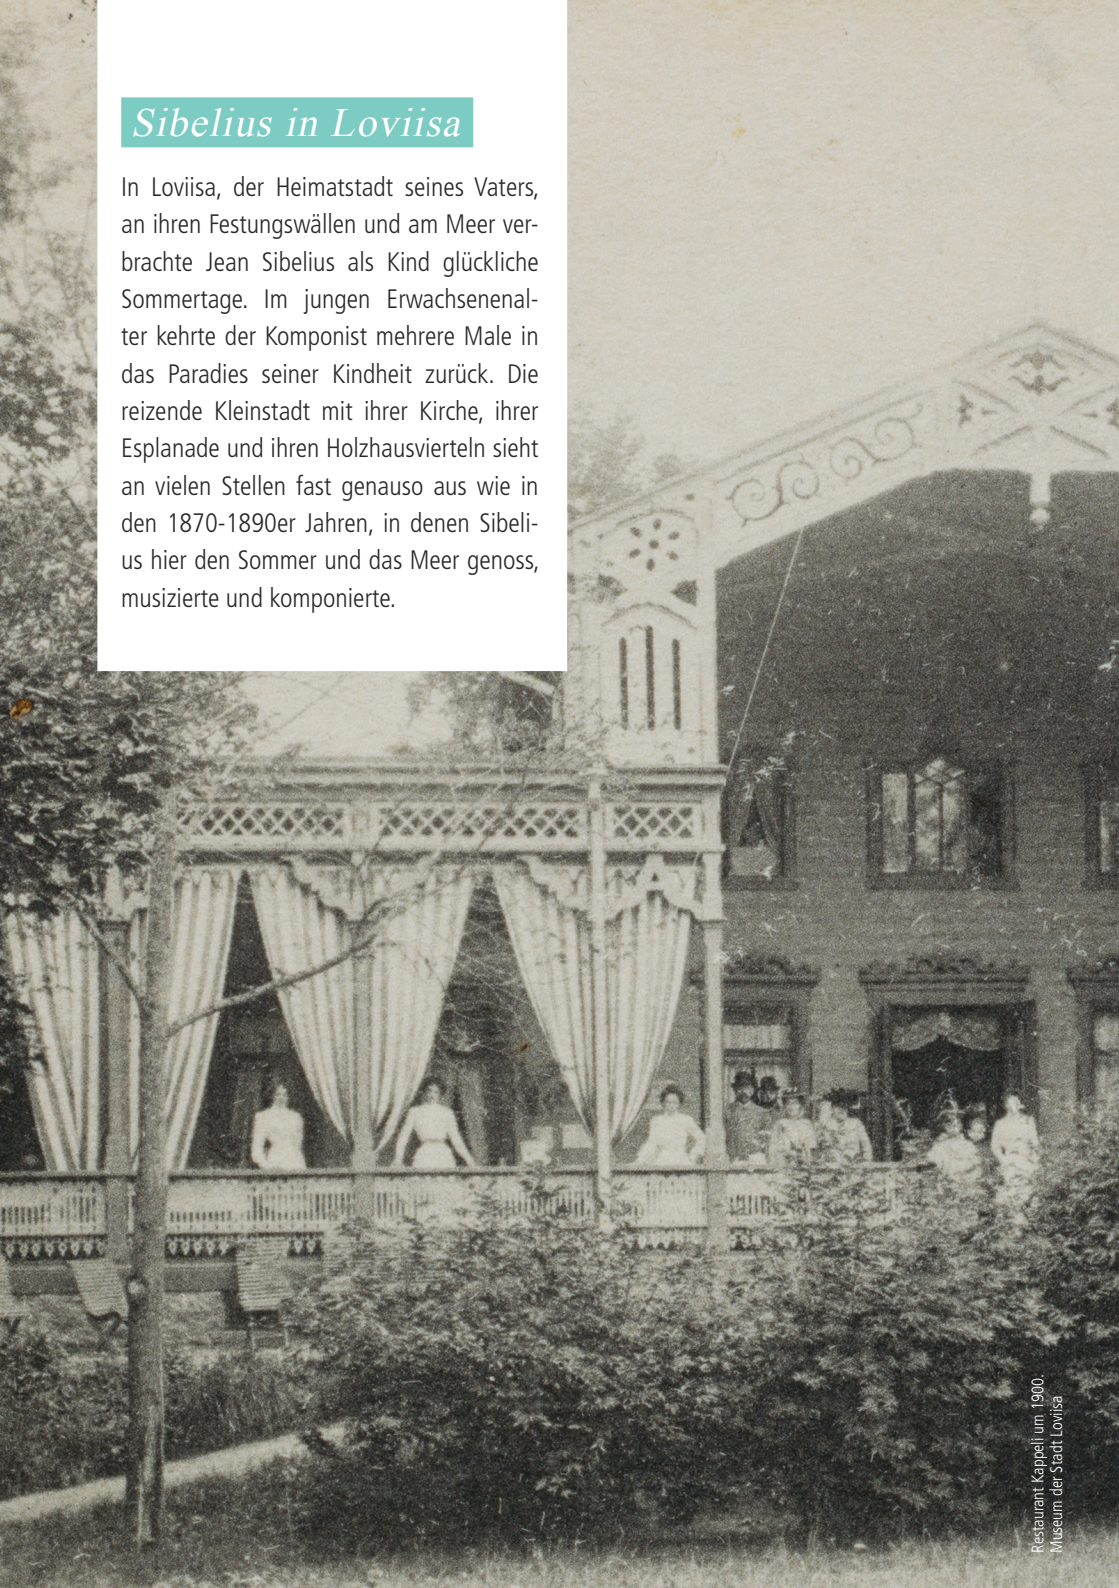 Sibelius in Loviisa
In Loviisa, der Heimatstadt seines Vaters,
an ihren Festungswällen und am Meer ver-
brachte Jean Sibelius als Kind glückliche
Sommertage. Im jungen Erwachsenenal-
ter kehrte der Komponist mehrere Male in
das Paradies seiner Kindheit zurück. Die
reizende Kleinstadt mit ihrer Kirche, ihrer
Esplanade und ihren Holzhausvierteln sieht
an vielen Stellen fast genauso aus wie in
den 1870-1890er Jahren, in denen Sibeli-
us hier den Sommer und das Meer genoss,
musizierte und komponierte.
Restaurant Kappeli um 1900.
Museum der Stadt Loviisa